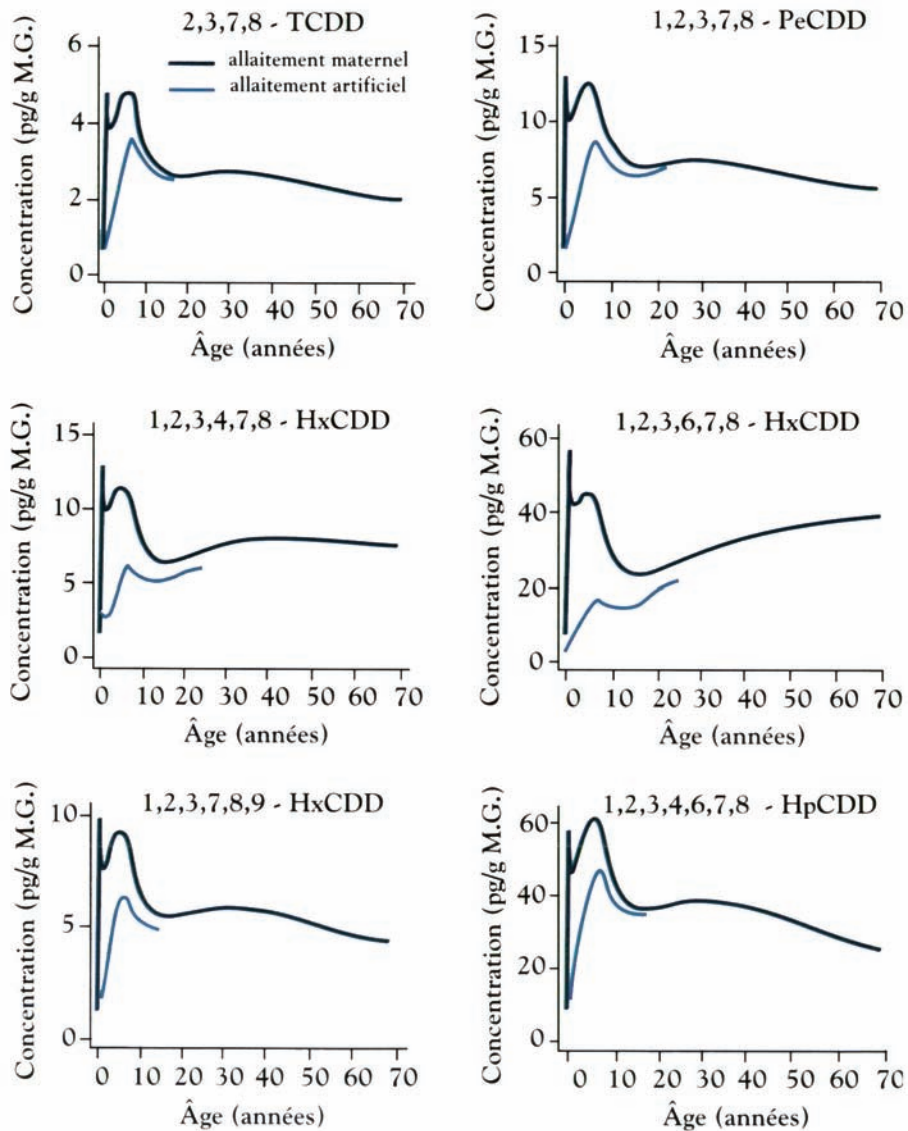 2,3,7,8 - TCDD
Concentration (pg/g M.G.)
6
4
2
0
allaitement maternel
allaitement artificiel
0 10 20 30 40 50 60 70
Âge (années)
1,2,3,7,8 - PeCDD
Concentration (pg/g M.G.)
15
10
5
0
0 10 20 30 40 50 60 70
Âge (années)
1,2,3,4,7,8 - HxCDD
Concentration (pg/g M.G.)
15
10
5
0
0 10 20 30 40 50 60 70
Âge (années)
1,2,3,6,7,8 - HxCDD
Concentration (pg/g M.G.)
60
40
20
0
0 10 20 30 40 50 60 70
Âge (années)
1,2,3,7,8,9 - HxCDD
Concentration (pg/g M.G.)
10
5
0
0 10 20 30 40 50 60 70
Âge (années)
1,2,3,4,6,7,8 - HpCDD
Concentration (pg/g M.G.)
60
40
20
0
0 10 20 30 40 50 60 70
Âge (années)